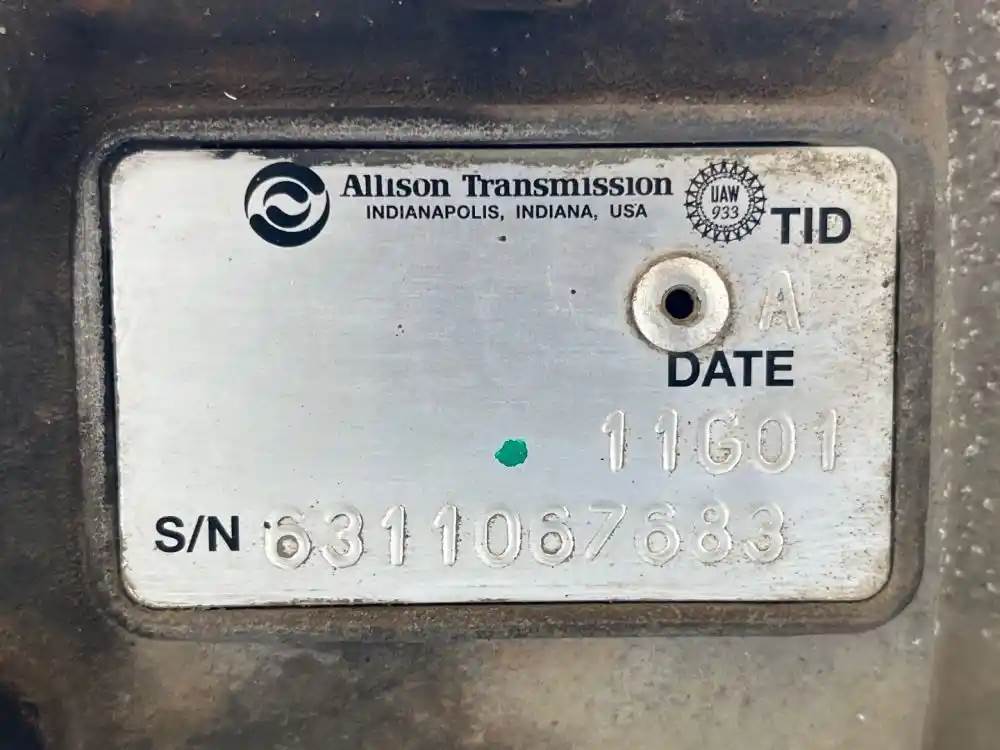 Allison Transmission
INDIANAPOLIS, INDIANA, USA
UAW
933
TID
A
DATE
11G01
S/N 6311067683